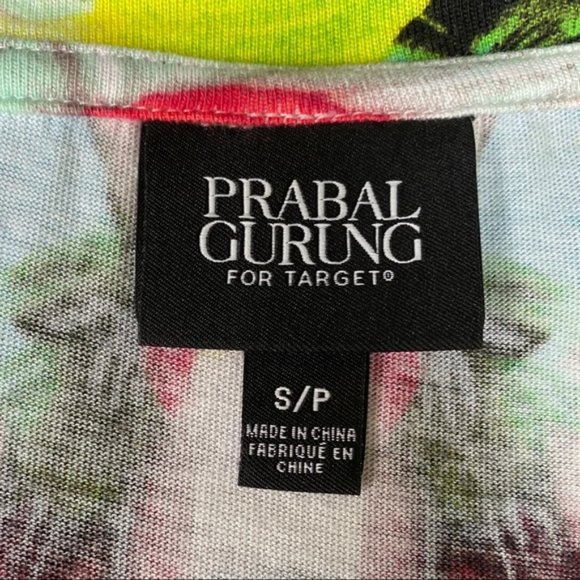 PRABAL
GURUNG
FOR TARGET®
S/P
MADE IN CHINA
FABRIQUÉ EN
CHINE